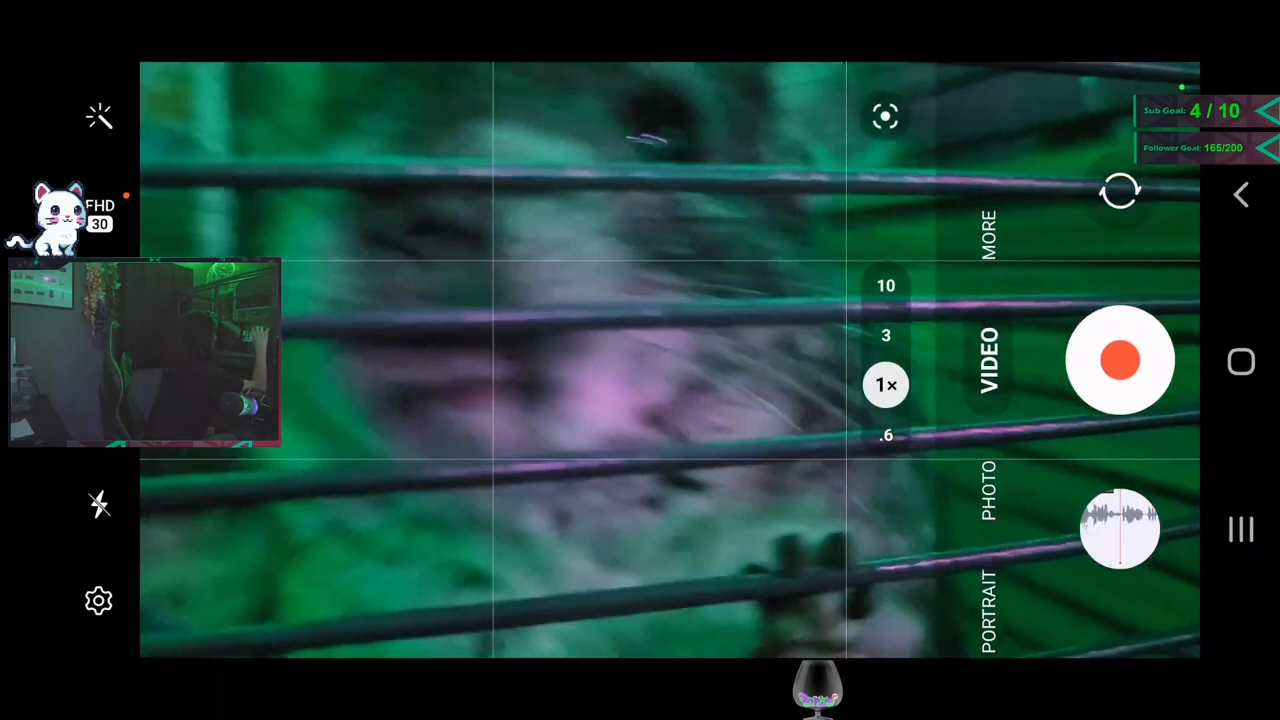 Sub Goal: 4 / 10
Follower Goal: 165/200
FHD
30
MORE
10
3
VIDEO
1×
.6
PHOTO
PORTRAIT